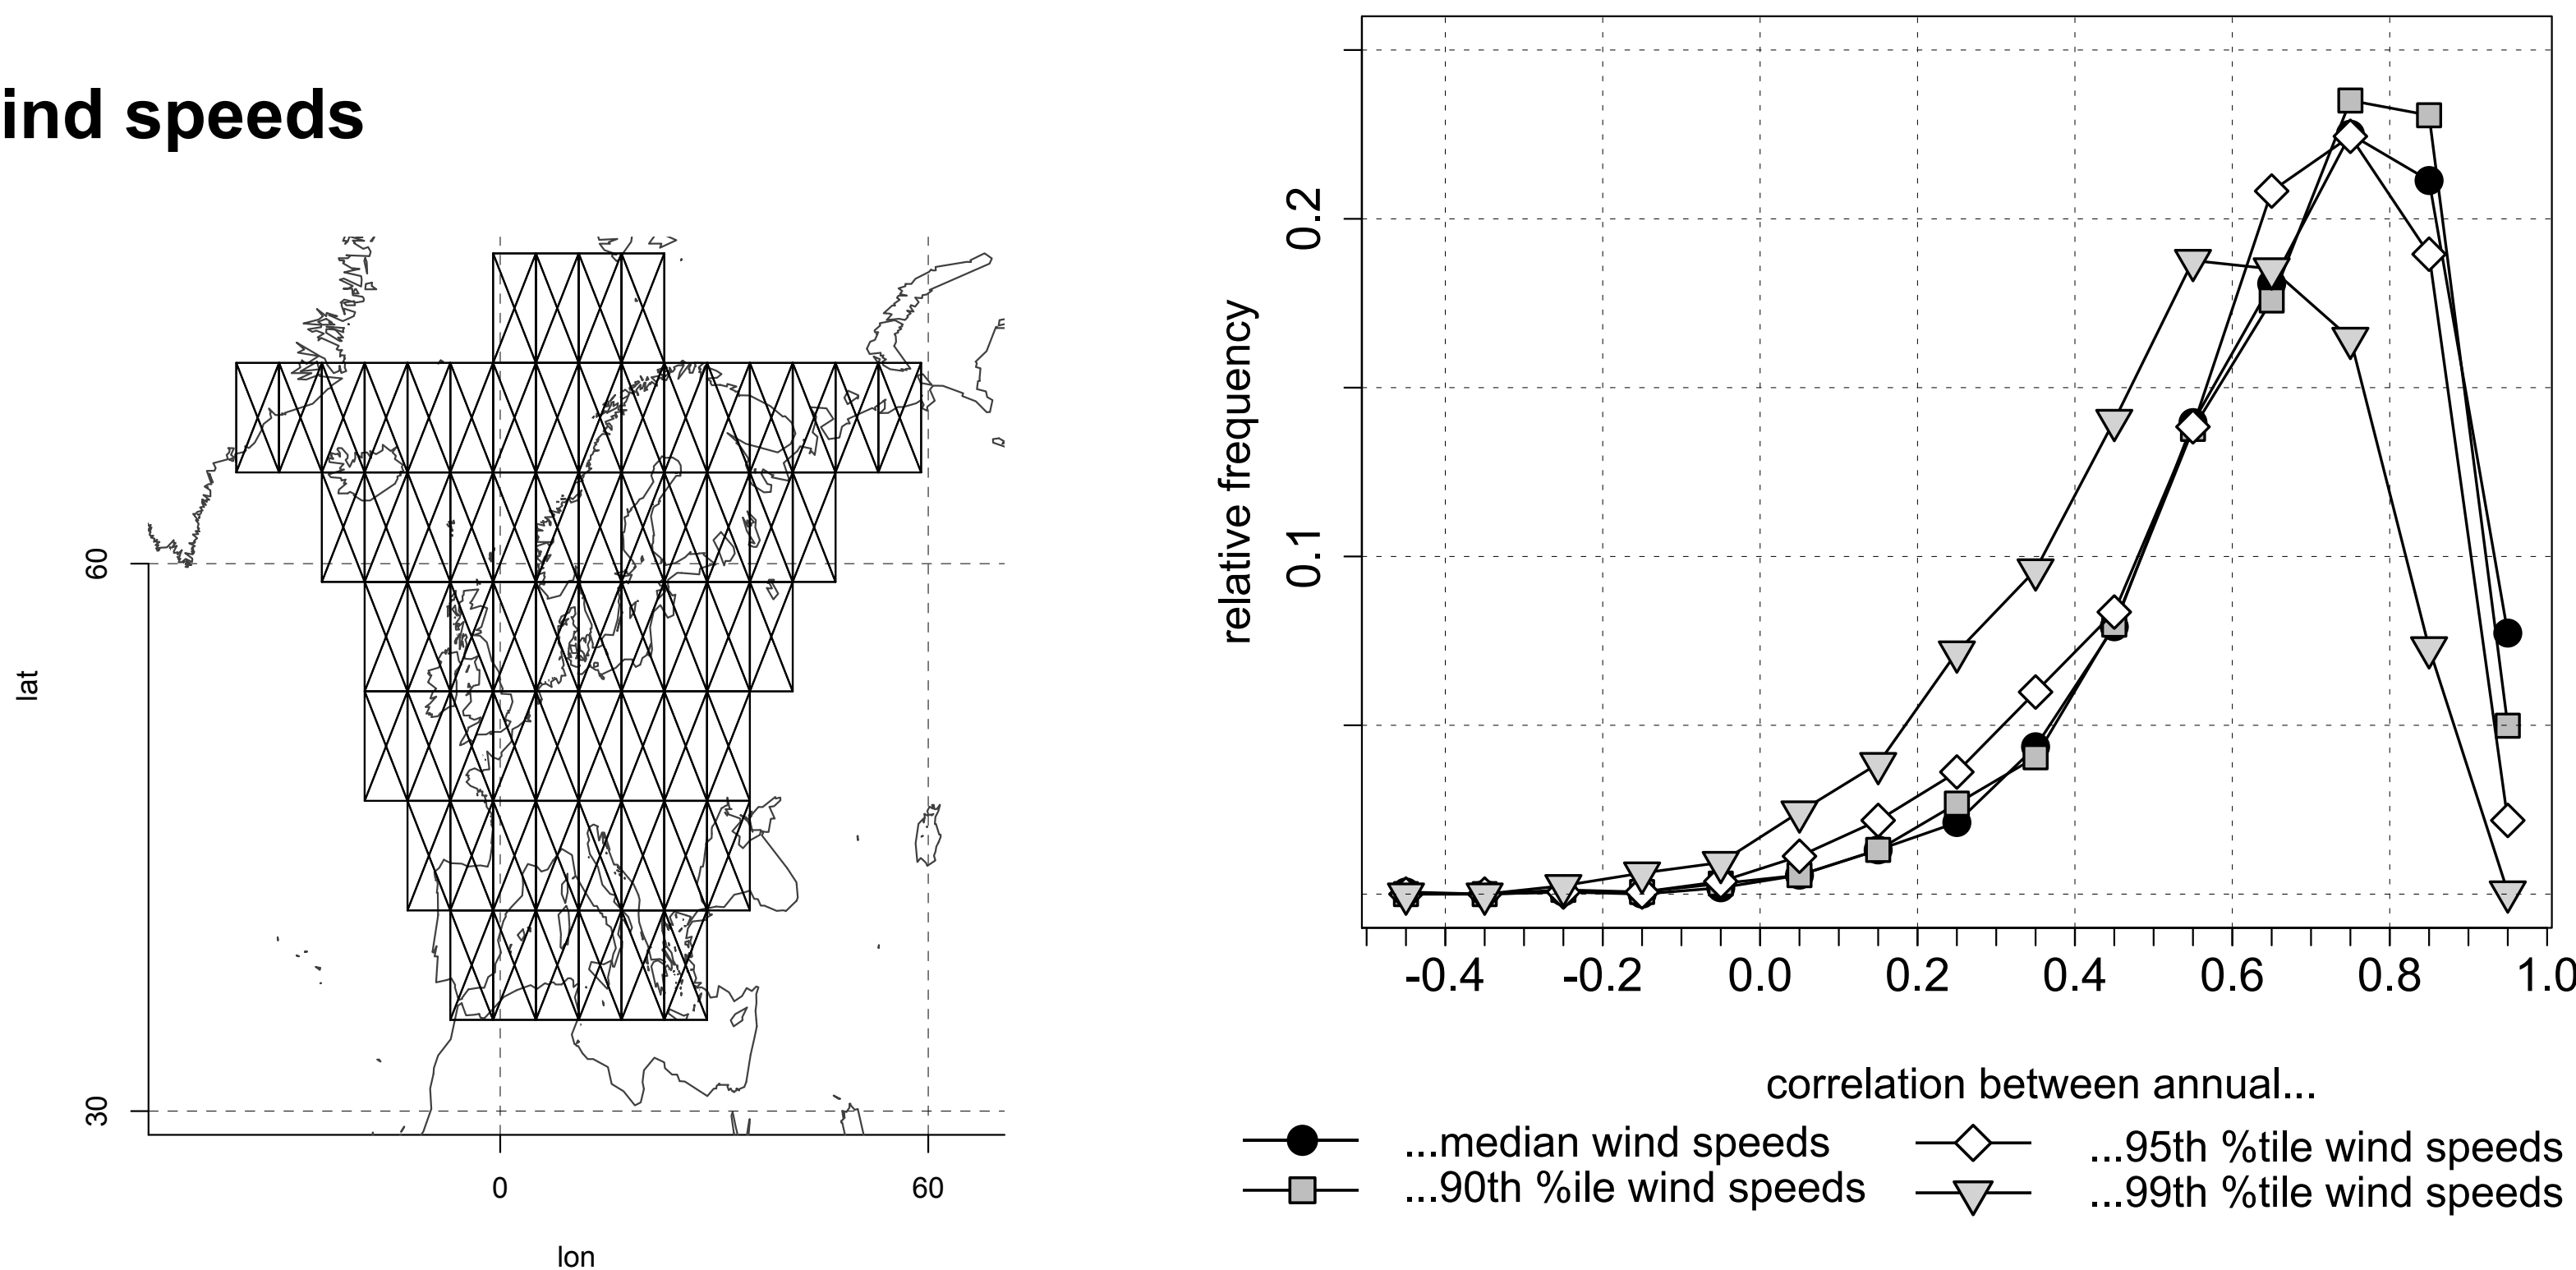 ind speeds
lat
60
30
0
60
lon
relative frequency
0.2
0.1
-0.4 -0.2 0.0 0.2 0.4 0.6 0.8 1.0
correlation between annual...
...median wind speeds
...90th %ile wind speeds
...95th %tile wind speeds
...99th %tile wind speeds